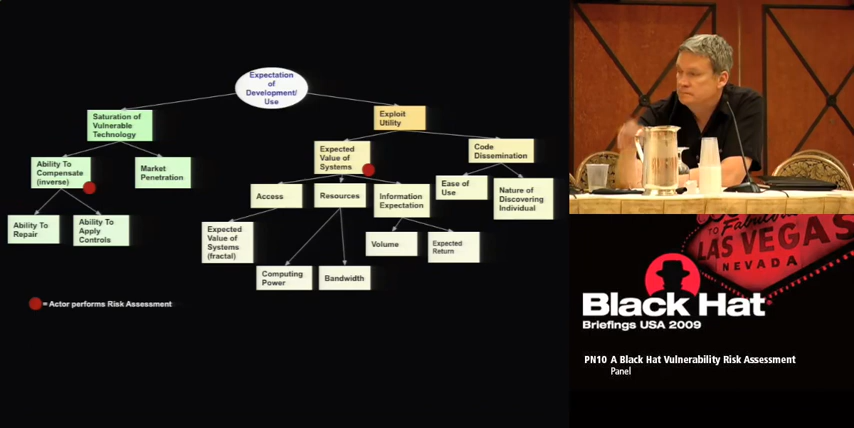 Expectation
of
Development/
Use
Saturation of
Vulnerable
Technology
Exploit
Utility
Ability To
Compensate
(inverse)
Market
Penetration
Expected
Value of
Systems
Code
Dissemination
Ability To
Repair
Ability To
Apply
Controls
Access
Resources
Information
Expectation
Ease of
Use
Nature of
Discovering
Individual
Expected
Value of
Systems
(fractal)
Volume
Expected
Return
Computing
Power
Bandwidth
= Actor performs Risk Assessment
TO Fabulous
LAS VEGAS
NEVADA
Black Hat
Briefings USA 2009
PN10 A Black Hat Vulnerability Risk Assessment
Panel